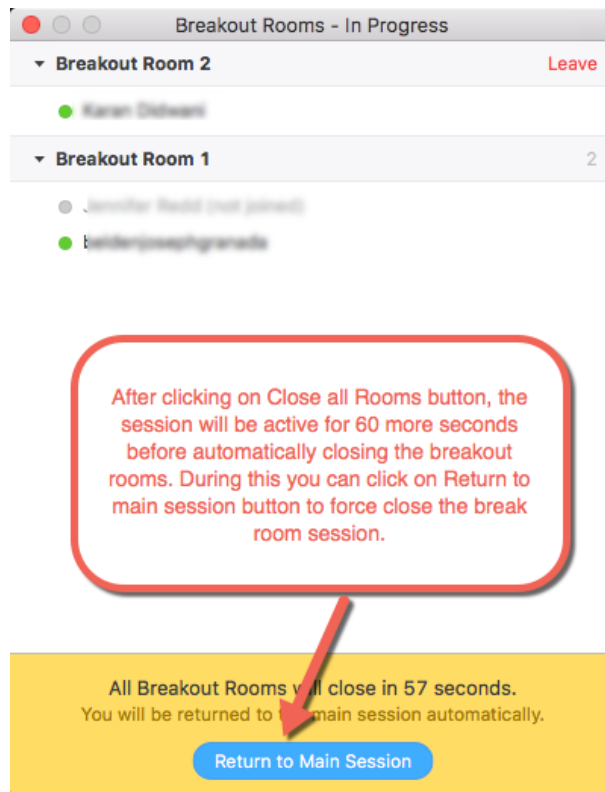 Breakout Rooms - In Progress
Breakout Room 2 Leave
Breakout Room 1 2
(not joined)
After clicking on Close all Rooms button, the
session will be active for 60 more seconds
before automatically closing the breakout
rooms. During this you can click on Return to
main session button to force close the break
room session.
All Breakout Rooms will close in 57 seconds.
You will be returned to main session automatically.
Return to Main Session